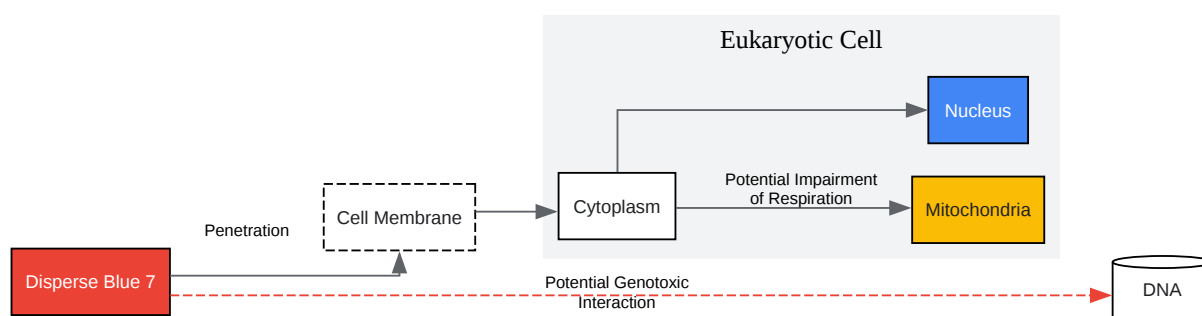 Eukaryotic Cell
Nucleus
Potential Impairment
of Respiration
Cytoplasm
Mitochondria
Cell Membrane
Penetration
Disperse Blue 7
Potential Genotoxic
Interaction
DNA